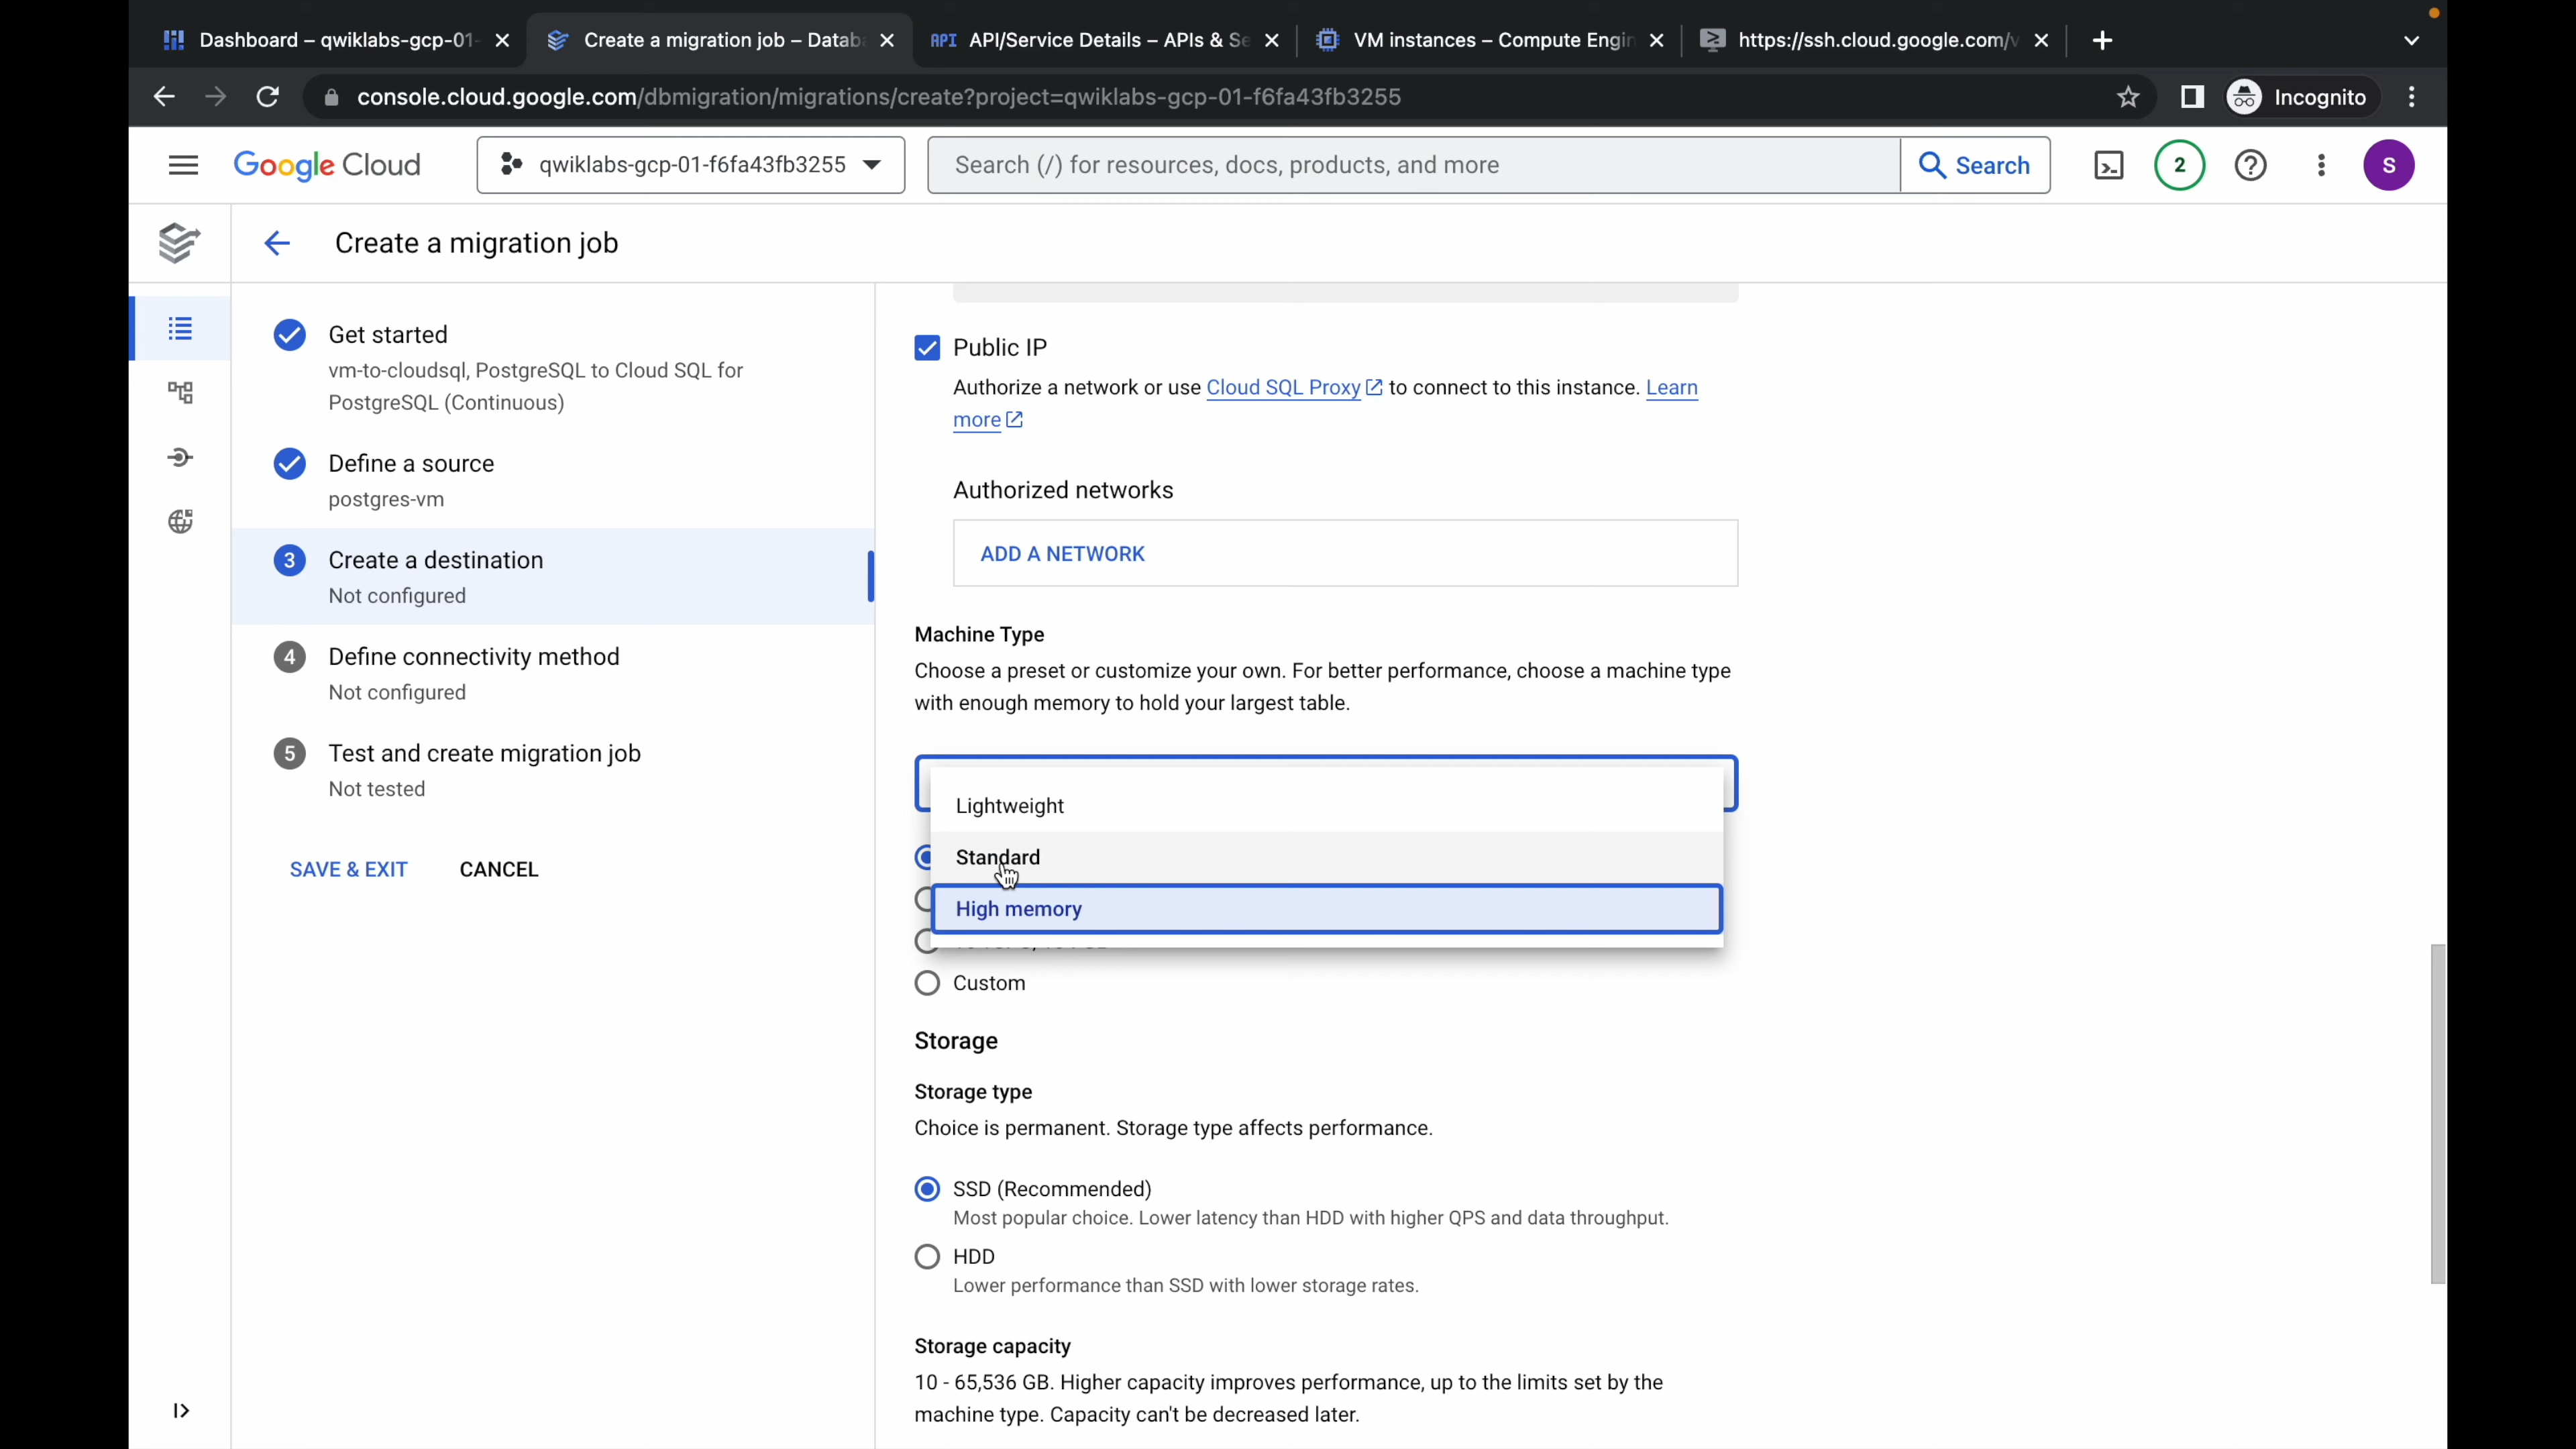 Dashboard – qwiklabs-gcp-01-
Create a migration job – Datab
API API/Service Details – APIs & Se
VM instances – Compute Engin
https://ssh.cloud.google.com/v
console.cloud.google.com/dbmigration/migrations/create?project=qwiklabs-gcp-01-f6fa43fb3255
Incognito
Google Cloud
qwiklabs-gcp-01-f6fa43fb3255
Search (/) for resources, docs, products, and more
Search
2
S
Create a migration job
Get started
vm-to-cloudsql, PostgreSQL to Cloud SQL for
PostgreSQL (Continuous)
Define a source
postgres-vm
3 Create a destination
Not configured
4 Define connectivity method
Not configured
5 Test and create migration job
Not tested
SAVE & EXIT
CANCEL
Public IP
Authorize a network or use Cloud SQL Proxy to connect to this instance. Learn
more
Authorized networks
ADD A NETWORK
Machine Type
Choose a preset or customize your own. For better performance, choose a machine type
with enough memory to hold your largest table.
Lightweight
Standard
High memory
Custom
Storage
Storage type
Choice is permanent. Storage type affects performance.
SSD (Recommended)
Most popular choice. Lower latency than HDD with higher QPS and data throughput.
HDD
Lower performance than SSD with lower storage rates.
Storage capacity
10 - 65,536 GB. Higher capacity improves performance, up to the limits set by the
machine type. Capacity can't be decreased later.